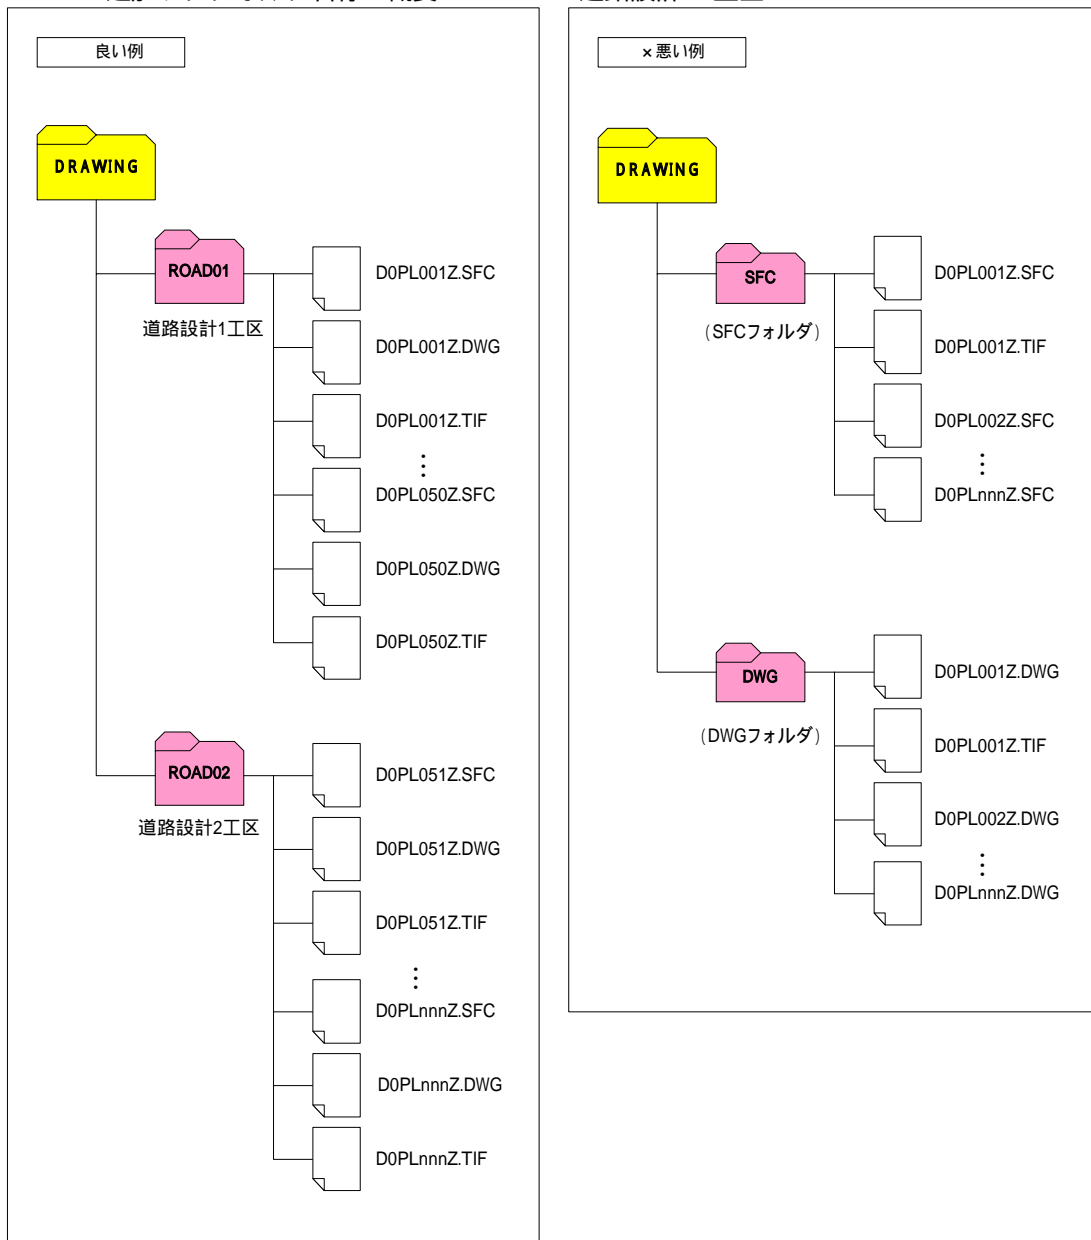 良い例
DRAWING
ROAD01
道路設計1工区
D0PL001Z.SFC
D0PL001Z.DWG
D0PL001Z.TIF
⋮
D0PL050Z.SFC
D0PL050Z.DWG
D0PL050Z.TIF
ROAD02
道路設計2工区
D0PL051Z.SFC
D0PL051Z.DWG
D0PL051Z.TIF
⋮
D0PLnnnZ.SFC
D0PLnnnZ.DWG
D0PLnnnZ.TIF
×悪い例
DRAWING
SFC
(SFCフォルダ)
D0PL001Z.SFC
D0PL001Z.TIF
D0PL002Z.SFC
⋮
D0PLnnnZ.SFC
DWG
(DWGフォルダ)
D0PL001Z.DWG
D0PL001Z.TIF
D0PL002Z.DWG
⋮
D0PLnnnZ.DWG